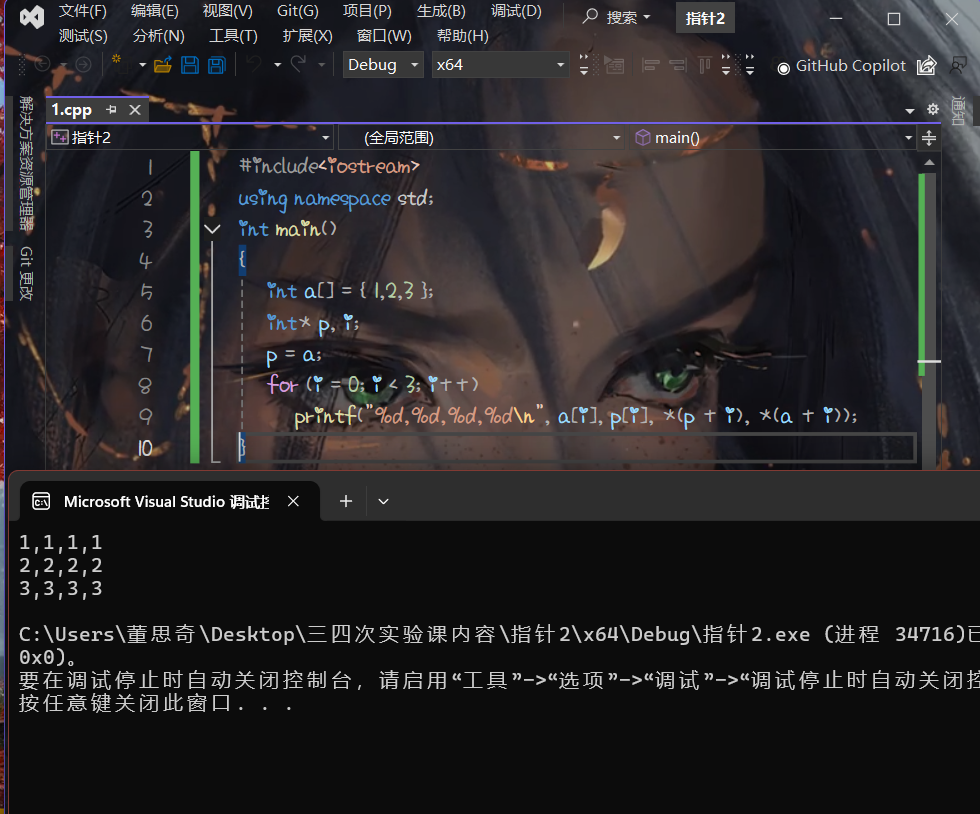 文件(F) 编辑(E) 视图(V) Git(G) 项目(P) 生成(B) 调试(D) 搜索 指针2
测试(S) 分析(N) 工具(T) 扩展(X) 窗口(W) 帮助(H)
Debug x64 GitHub Copilot
解决方案资源管理器
Git 更改
通知
1.cpp
指针2 (全局范围) main()
1 #include<iostream>
2 using namespace std;
3 int main()
4 {
5 int a[] = { 1,2,3 };
6 int* p, i;
7 p = a;
8 for (i = 0; i < 3; i++)
9 printf("%d,%d,%d,%d\n", a[i], p[i], *(p + i), *(a + i));
10 }
Microsoft Visual Studio 调试控
1,1,1,1
2,2,2,2
3,3,3,3
C:\Users\董思奇\Desktop\三四次实验课内容\指针2\x64\Debug\指针2.exe (进程 34716)已
0x0)。
要在调试停止时自动关闭控制台，请启用“工具”->“选项”->“调试”->“调试停止时自动关闭控
按任意键关闭此窗口. . .